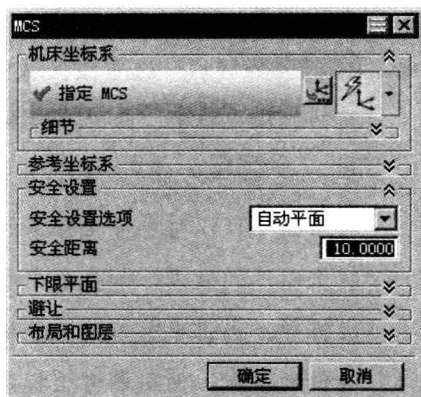 MCS
机床坐标系
指定 MCS
细节
参考坐标系
安全设置
安全设置选项 自动平面
安全距离 10.0000
下限平面
避让
布局和图层
确定 取消